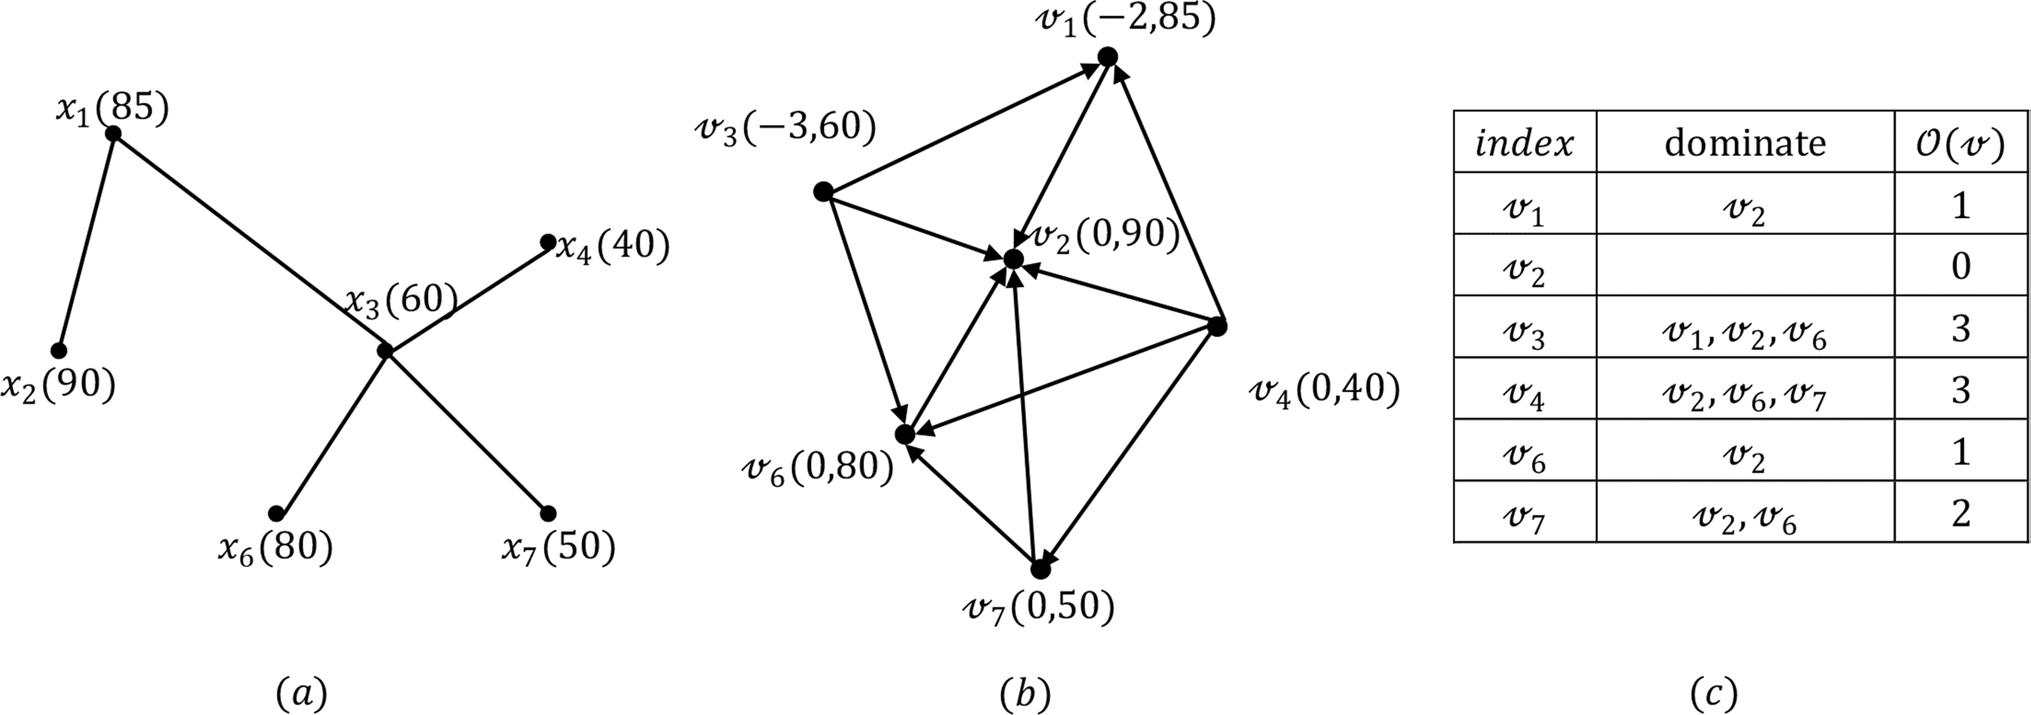 x₁(85)
x₂(90)
x₃(60)
x₄(40)
x₆(80)
x₇(50)
(a)
𝓋₁(−2,85)
𝓋₃(−3,60)
𝓋₂(0,90)
𝓋₄(0,40)
𝓋₆(0,80)
𝓋₇(0,50)
(b)
index dominate 𝒪(𝓋)
𝓋₁ 𝓋₂ 1
𝓋₂ 0
𝓋₃ 𝓋₁,𝓋₂,𝓋₆ 3
𝓋₄ 𝓋₂,𝓋₆,𝓋₇ 3
𝓋₆ 𝓋₂ 1
𝓋₇ 𝓋₂,𝓋₆ 2
(c)